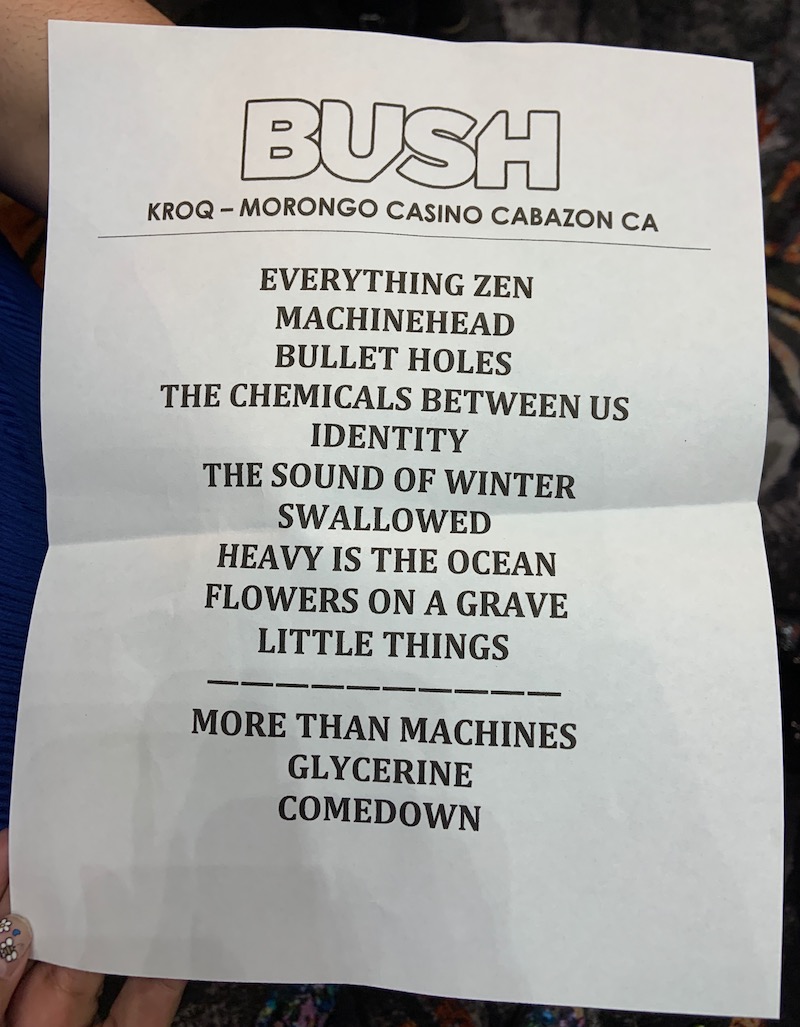 BUSH
KROQ – MORONGO CASINO CABAZON CA
EVERYTHING ZEN
MACHINEHEAD
BULLET HOLES
THE CHEMICALS BETWEEN US
IDENTITY
THE SOUND OF WINTER
SWALLOWED
HEAVY IS THE OCEAN
FLOWERS ON A GRAVE
LITTLE THINGS
——————————
MORE THAN MACHINES
GLYCERINE
COMEDOWN